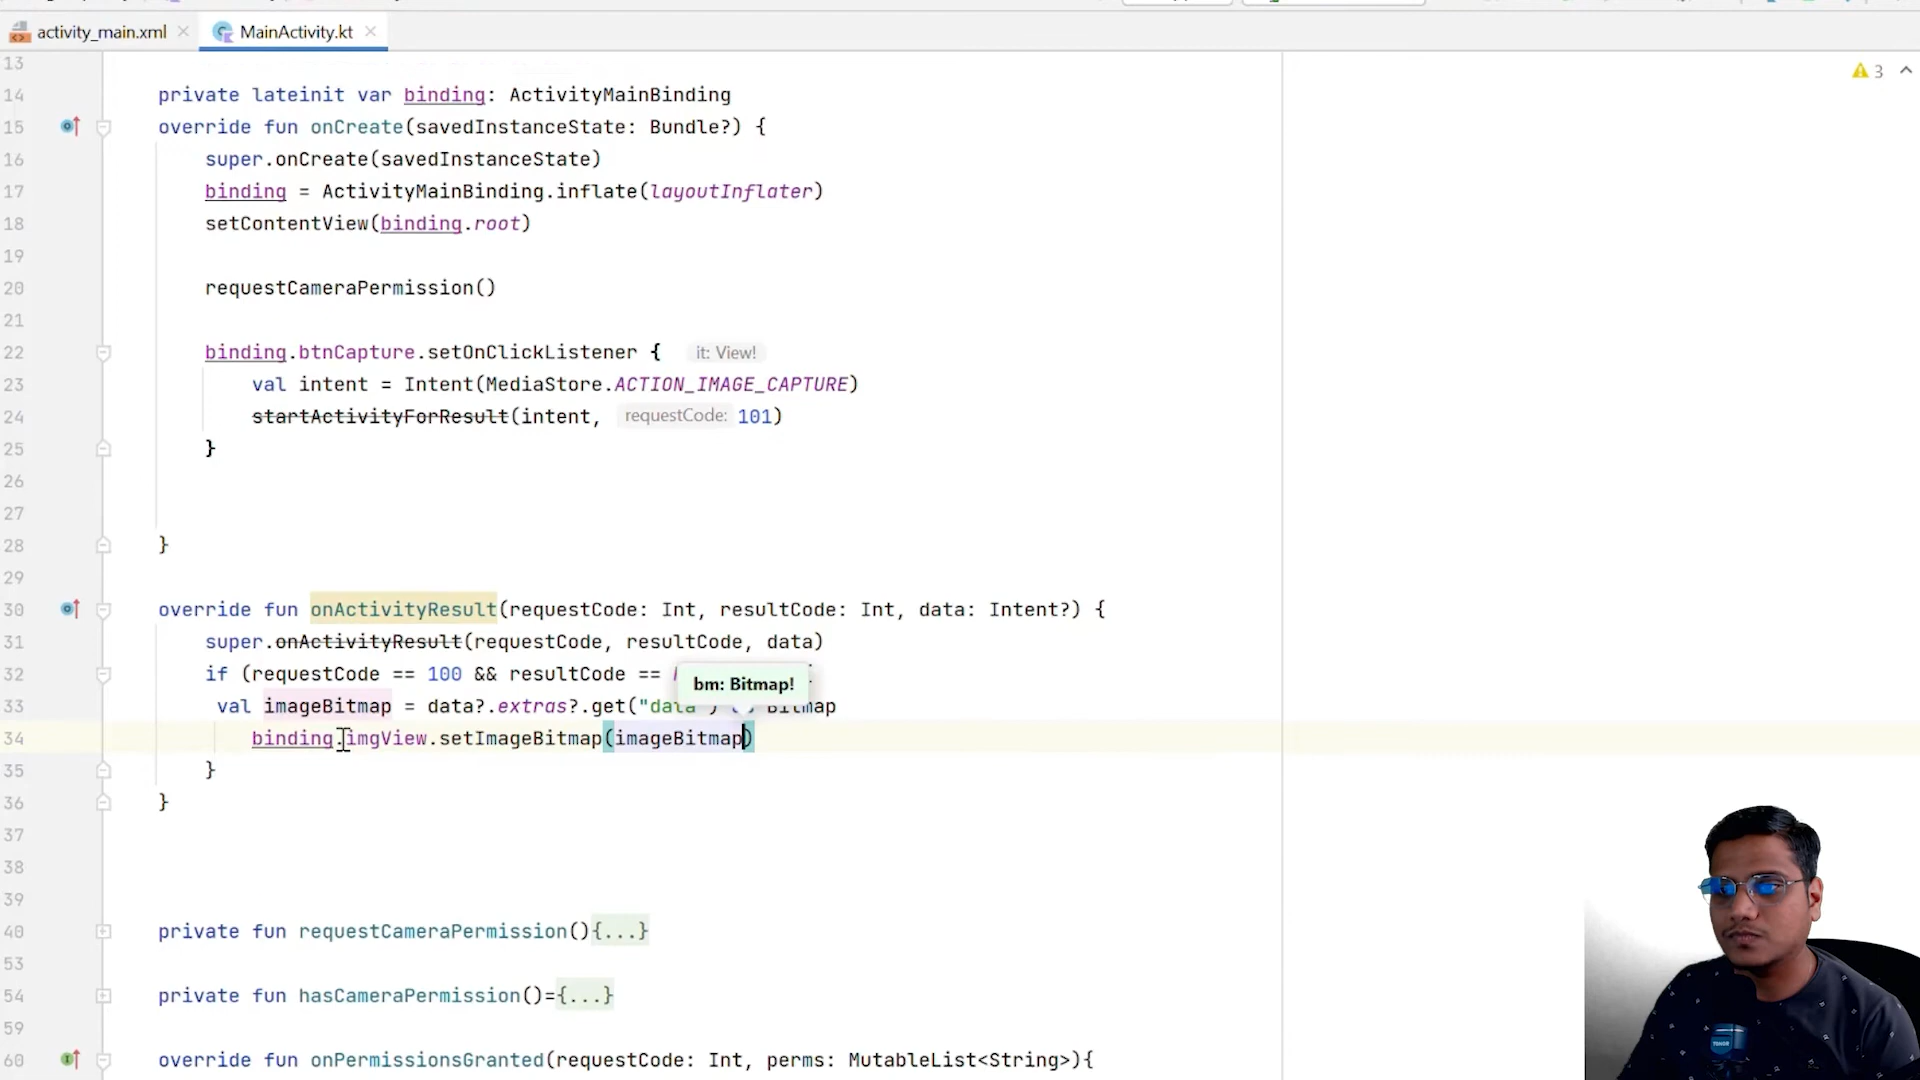 activity_main.xml
MainActivity.kt
3
13
14 private lateinit var binding: ActivityMainBinding
15 override fun onCreate(savedInstanceState: Bundle?) {
16 super.onCreate(savedInstanceState)
17 binding = ActivityMainBinding.inflate(layoutInflater)
18 setContentView(binding.root)
19
20 requestCameraPermission()
21
22 binding.btnCapture.setOnClickListener { it: View!
23 val intent = Intent(MediaStore.ACTION_IMAGE_CAPTURE)
24 startActivityForResult(intent, requestCode: 101)
25 }
26
27
28 }
29
30 override fun onActivityResult(requestCode: Int, resultCode: Int, data: Intent?) {
31 super.onActivityResult(requestCode, resultCode, data)
32 if (requestCode == 100 && resultCode ==
bm: Bitmap!
33 val imageBitmap = data?.extras?.get("data") Bitmap
34 binding.imgView.setImageBitmap(imageBitmap)
35 }
36 }
37
38
39
40 private fun requestCameraPermission(){...}
53
54 private fun hasCameraPermission()={...}
59
60 override fun onPermissionsGranted(requestCode: Int, perms: MutableList<String>){